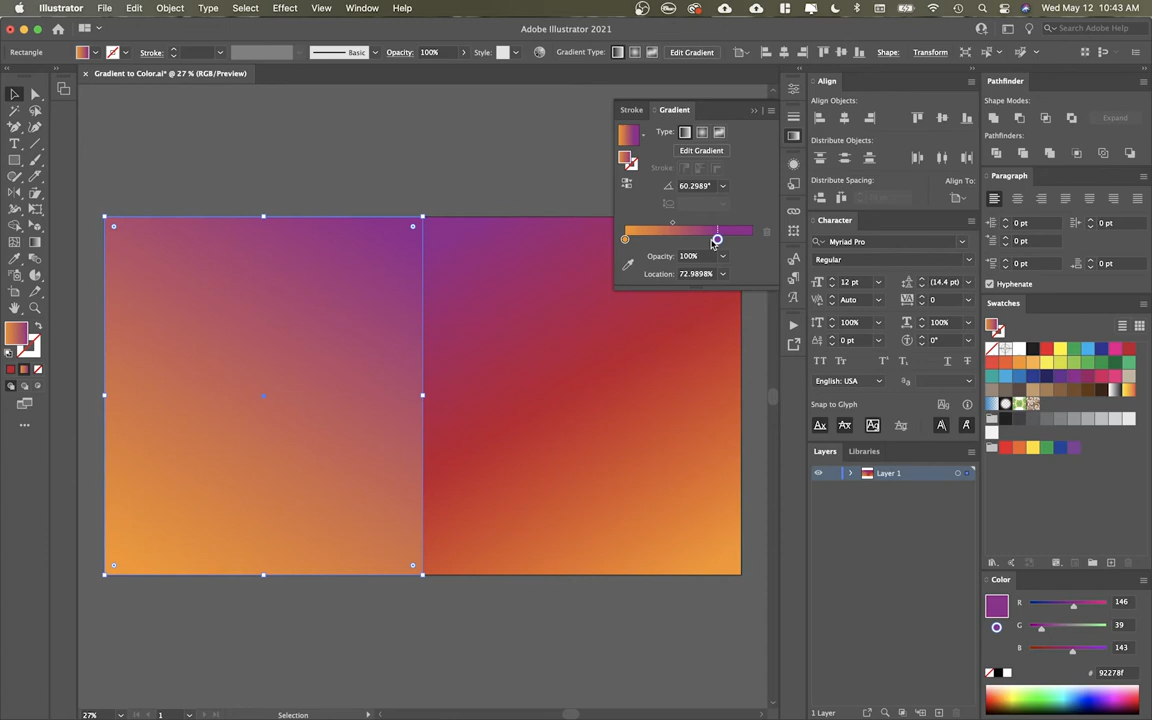 Illustrator File Edit Object Type Select Effect View Window Help Wed May 12 10:43 AM
Adobe Illustrator 2021 Search Adobe Help
Rectangle Stroke: Basic Opacity: 100% Style: Gradient Type: Edit Gradient Shape: Transform
× Gradient to Color.ai* @ 27 % (RGB/Preview)
Stroke Gradient
Type:
Edit Gradient
Stroke:
60.2989°
Opacity: 100%
Location: 72.9898%
Align
Align Objects:
Distribute Objects:
Distribute Spacing: Align To:
Character
Myriad Pro
Regular
12 pt (14.4 pt)
Auto 0
100% 100%
0 pt 0°
English: USA
Snap to Glyph
Layers Libraries
Layer 1
1 Layer
Pathfinder
Shape Modes:
Expand
Pathfinders:
Paragraph
0 pt 0 pt
0 pt
0 pt 0 pt
Hyphenate
Swatches
Color
R 146
G 39
B 143
# 92278f
27% 1 Selection